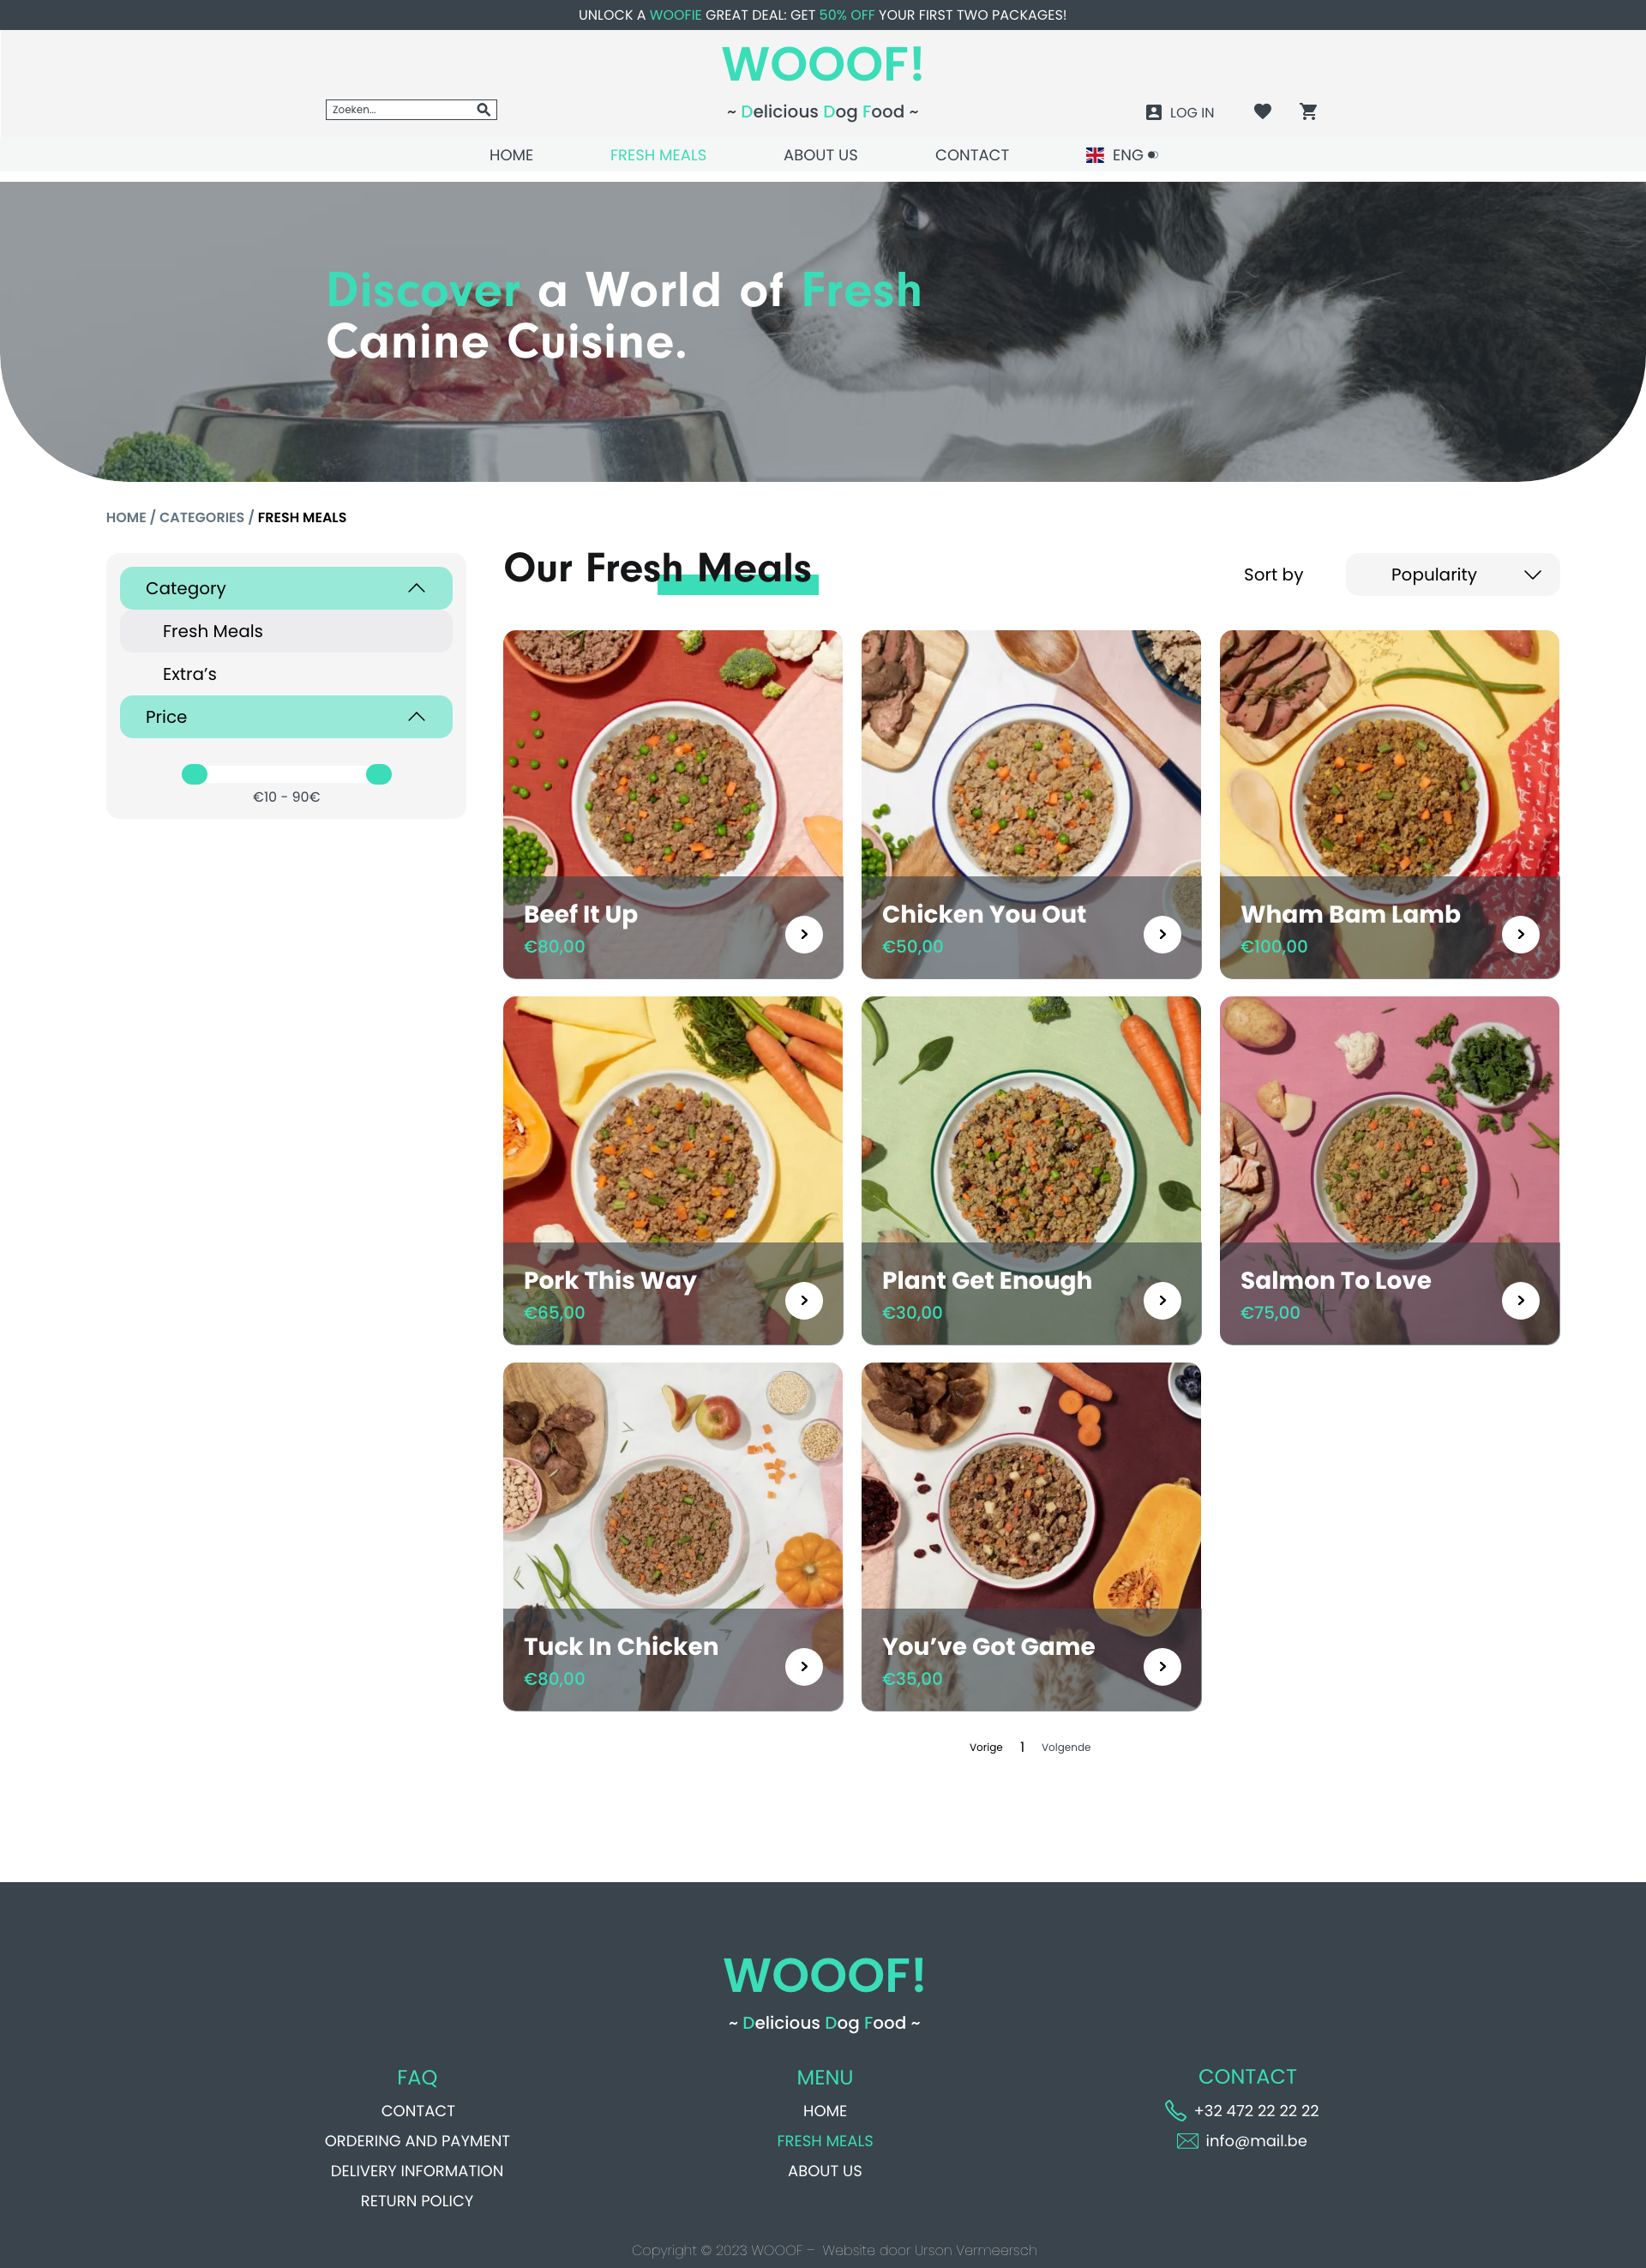 UNLOCK A WOOFIE GREAT DEAL: GET 50% OFF YOUR FIRST TWO PACKAGES!
WOOOF!
Zoeken...
~ Delicious Dog Food ~
LOG IN
HOME
FRESH MEALS
ABOUT US
CONTACT
ENG
Discover a World of Fresh
Canine Cuisine.
HOME / CATEGORIES / FRESH MEALS
Category
Fresh Meals
Extra’s
Price
€10 - 90€
Our Fresh Meals
Sort by
Popularity
Beef It Up
€80,00
Chicken You Out
€50,00
Wham Bam Lamb
€100,00
Pork This Way
€65,00
Plant Get Enough
€30,00
Salmon To Love
€75,00
Tuck In Chicken
€80,00
You’ve Got Game
€35,00
Vorige 1 Volgende
WOOOF!
~ Delicious Dog Food ~
FAQ
CONTACT
ORDERING AND PAYMENT
DELIVERY INFORMATION
RETURN POLICY
MENU
HOME
FRESH MEALS
ABOUT US
CONTACT
+32 472 22 22 22
info@mail.be
Copyright © 2023 WOOOF – Website door Urson Vermeersch